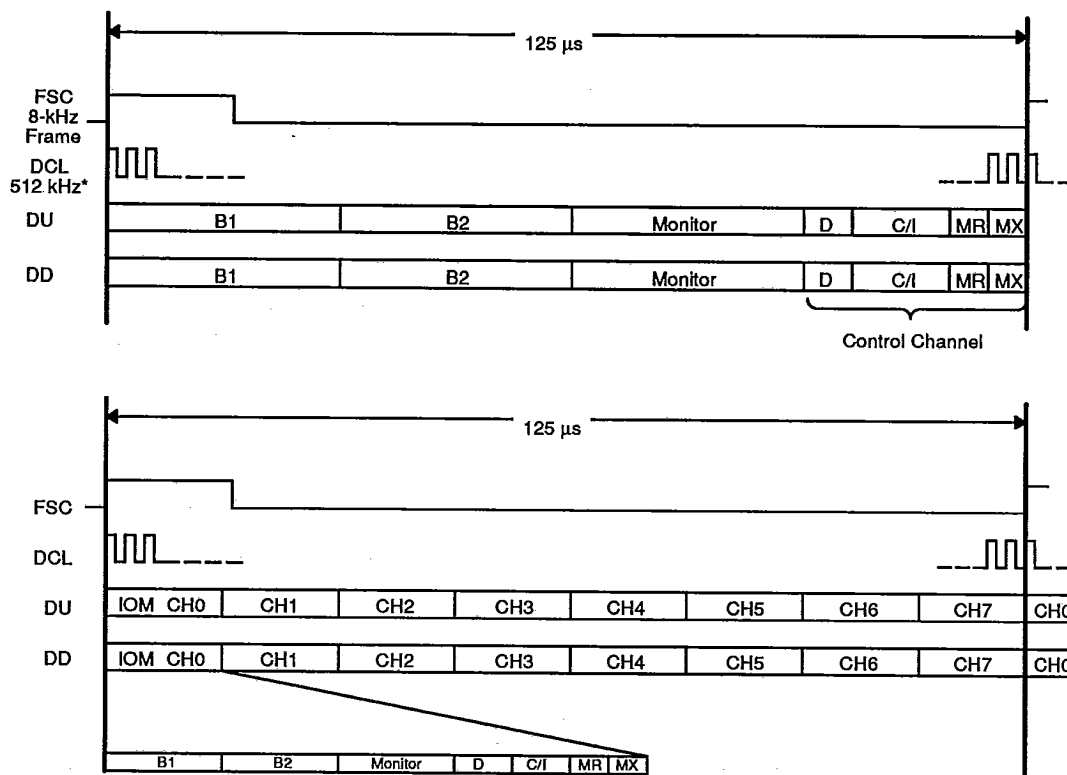 125 μs
FSC
8-kHz
Frame
DCL
512 kHz*
DU B1 B2 Monitor D C/I MR MX
DD B1 B2 Monitor D C/I MR MX
Control Channel
125 μs
FSC
DCL
DU IOM CH0 CH1 CH2 CH3 CH4 CH5 CH6 CH7 CH0
DD IOM CH0 CH1 CH2 CH3 CH4 CH5 CH6 CH7 CH0
B1 B2 Monitor D C/I MR MX